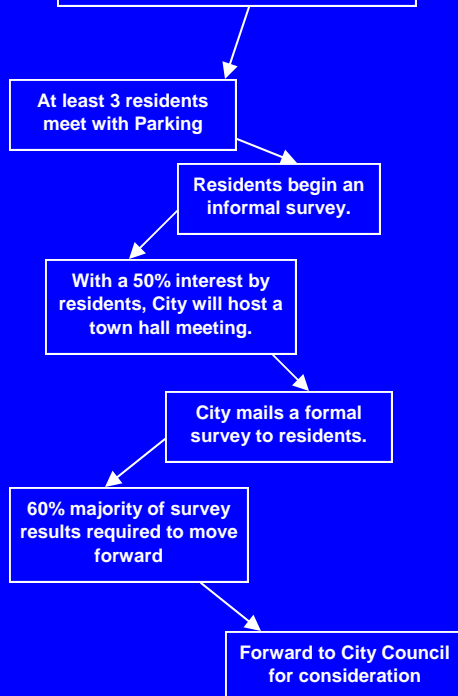 At least 3 residents
meet with Parking
Residents begin an
informal survey.
With a 50% interest by
residents, City will host a
town hall meeting.
City mails a formal
survey to residents.
60% majority of survey
results required to move
forward
Forward to City Council
for consideration